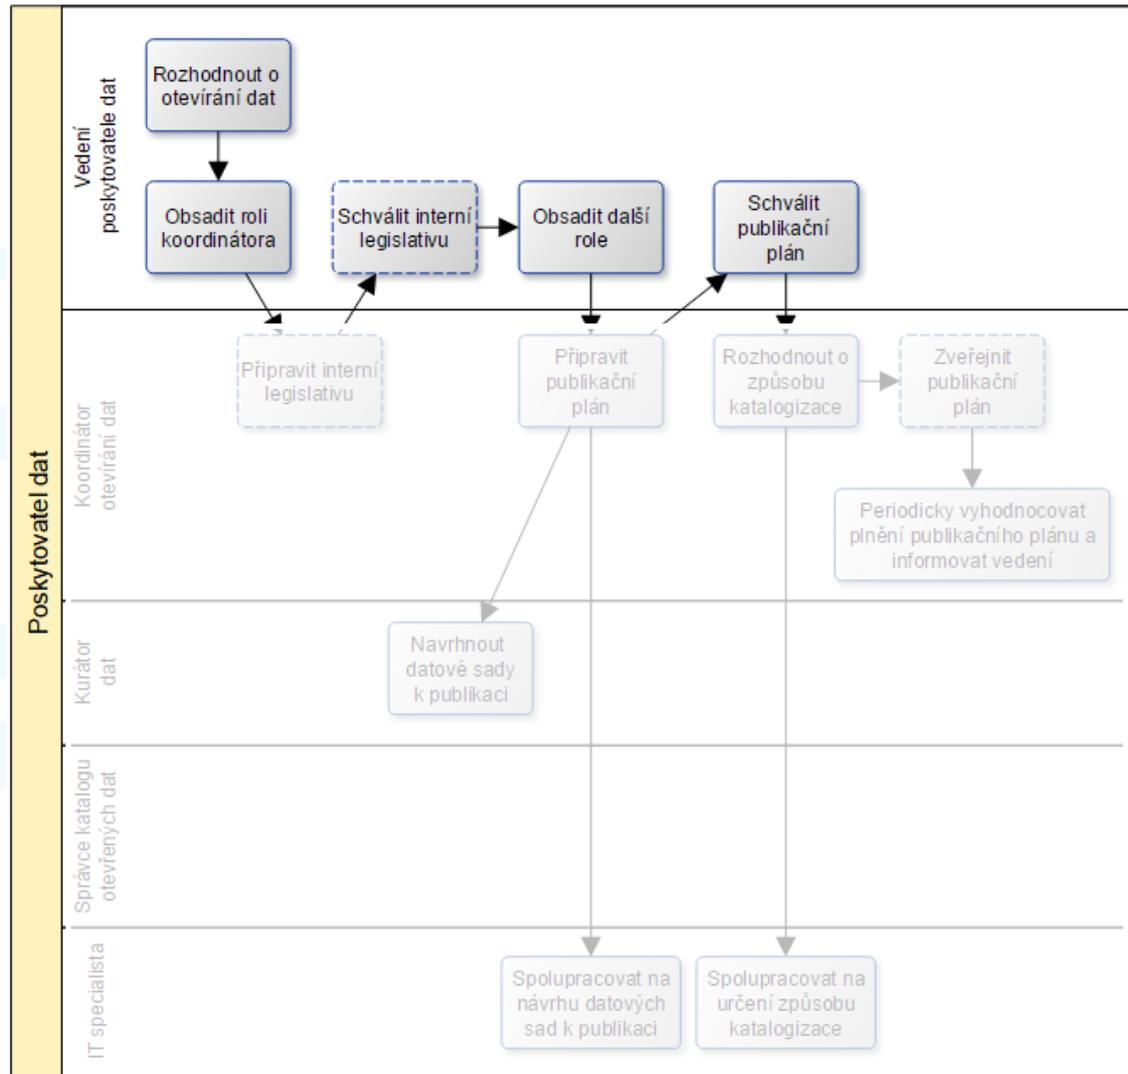 Poskytovatel dat
Vedení
poskytovatele dat
Rozhodnout o
otevírání dat
Obsadit roli
koordinátora
Schválit interní
legislativu
Obsadit další
role
Schválit
publikační
plán
Koordinátor
otevírání dat
Připravit interní
legislativu
Připravit
publikační
plán
Rozhodnout o
způsobu
katalogizace
Zveřejnit
publikační
plán
Periodicky vyhodnocovat
plnění publikačního plánu a
informovat vedení
Kurátor
dat
Navrhnout
datové sady
k publikaci
Správce katalogu
otevřených dat
IT specialista
Spolupracovat na
návrhu datových
sad k publikaci
Spolupracovat na
určení způsobu
katalogizace